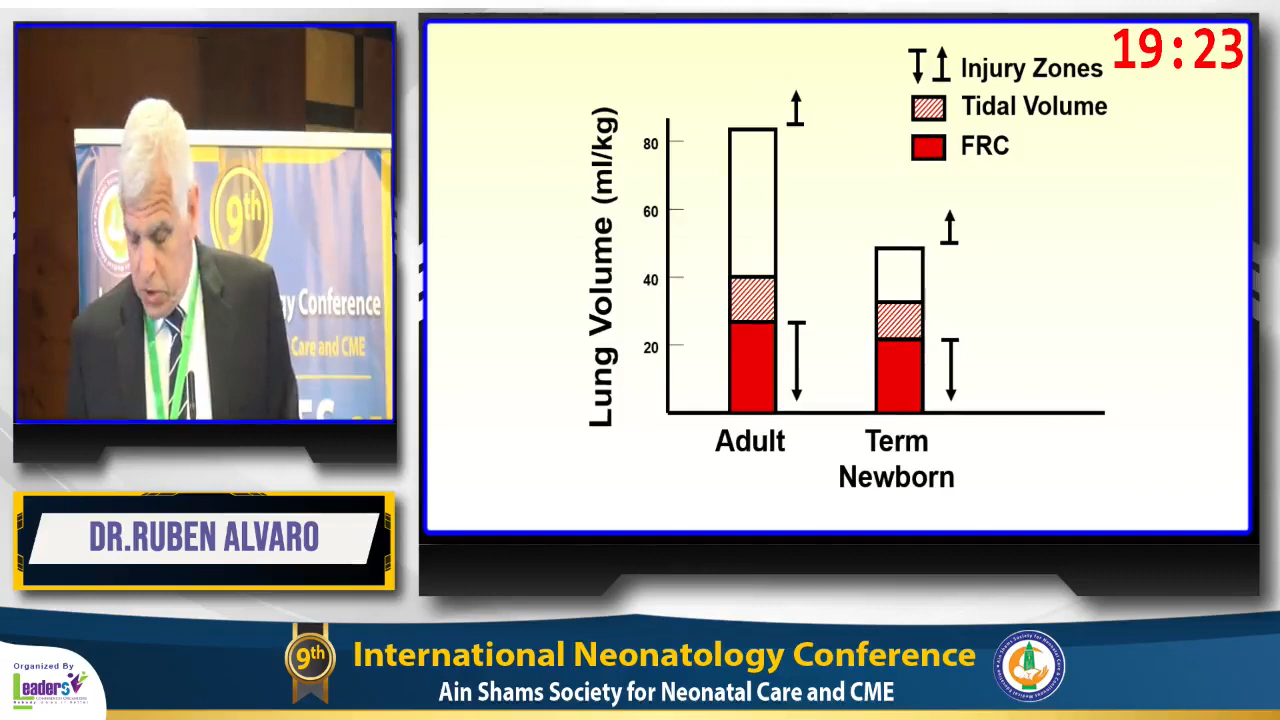 9th
gy Conference
Care and CME
19:23
Injury Zones
Tidal Volume
FRC
Lung Volume (ml/kg)
80
60
40
20
Adult
Term
Newborn
DR.RUBEN ALVARO
Organized By
Leaders
9th
International Neonatology Conference
Ain Shams Society for Neonatal Care and CME